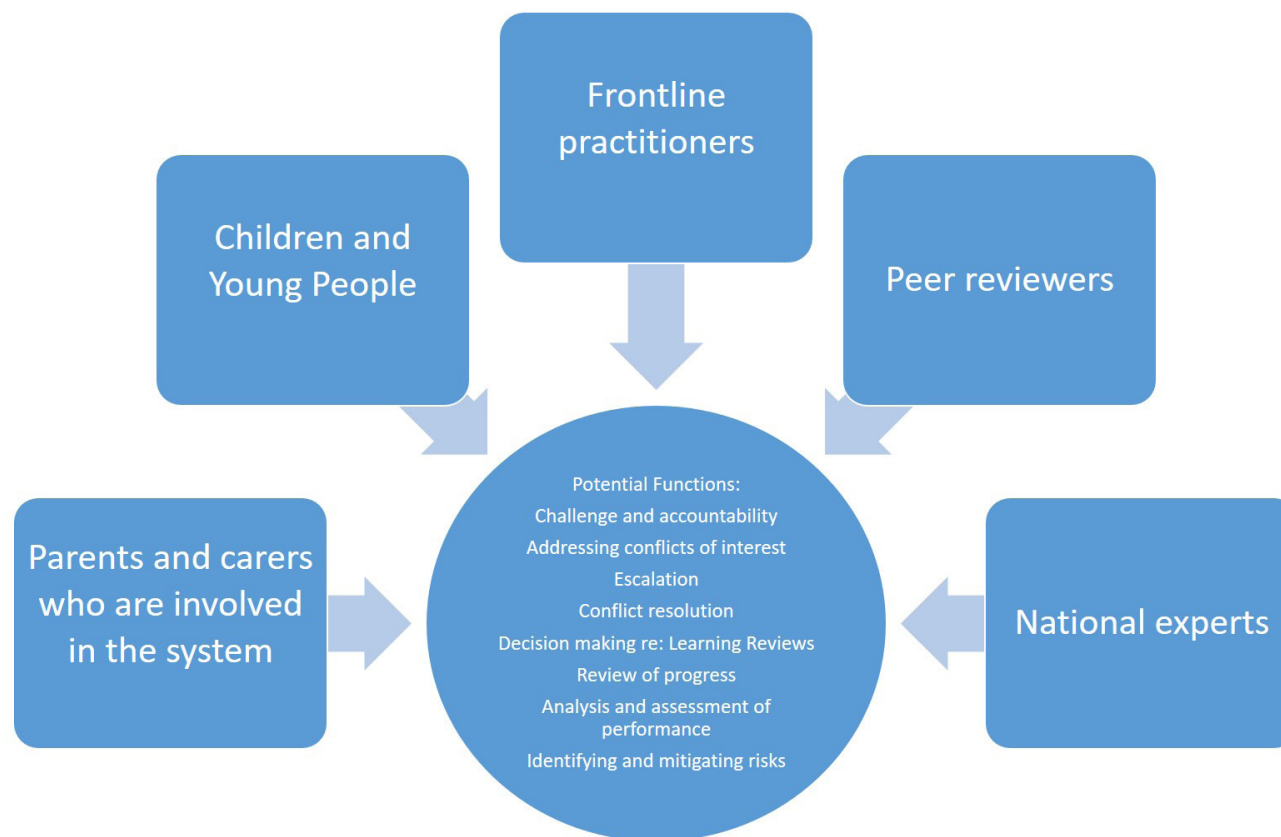 Frontline
practitioners
Children and
Young People
Peer reviewers
Parents and carers
who are involved
in the system
National experts
Potential Functions:
Challenge and accountability
Addressing conflicts of interest
Escalation
Conflict resolution
Decision making re: Learning Reviews
Review of progress
Analysis and assessment of
performance
Identifying and mitigating risks